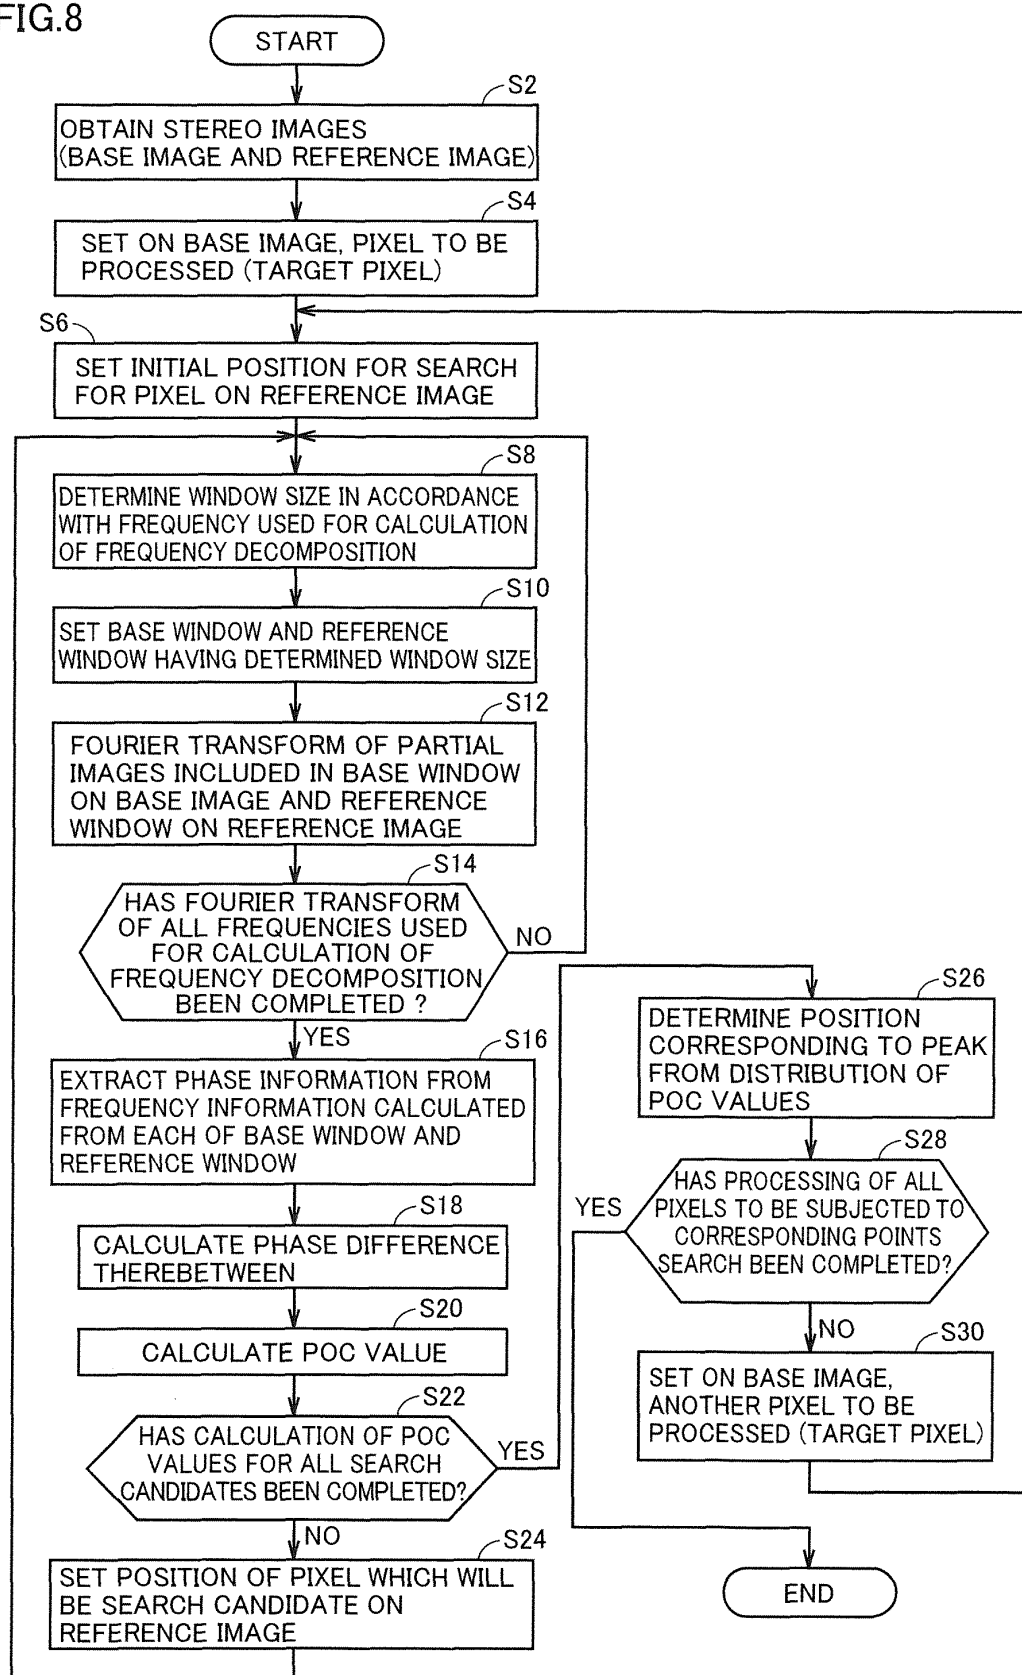 FIG.8
START
S2
OBTAIN STEREO IMAGES
(BASE IMAGE AND REFERENCE IMAGE)
S4
SET ON BASE IMAGE, PIXEL TO BE
PROCESSED (TARGET PIXEL)
S6
SET INITIAL POSITION FOR SEARCH
FOR PIXEL ON REFERENCE IMAGE
S8
DETERMINE WINDOW SIZE IN ACCORDANCE
WITH FREQUENCY USED FOR CALCULATION
OF FREQUENCY DECOMPOSITION
S10
SET BASE WINDOW AND REFERENCE
WINDOW HAVING DETERMINED WINDOW SIZE
S12
FOURIER TRANSFORM OF PARTIAL
IMAGES INCLUDED IN BASE WINDOW
ON BASE IMAGE AND REFERENCE
WINDOW ON REFERENCE IMAGE
S14
HAS FOURIER TRANSFORM
OF ALL FREQUENCIES USED
FOR CALCULATION OF
FREQUENCY DECOMPOSITION
BEEN COMPLETED ?
NO
YES
S16
EXTRACT PHASE INFORMATION FROM
FREQUENCY INFORMATION CALCULATED
FROM EACH OF BASE WINDOW AND
REFERENCE WINDOW
S18
CALCULATE PHASE DIFFERENCE
THEREBETWEEN
S20
CALCULATE POC VALUE
S22
HAS CALCULATION OF POC
VALUES FOR ALL SEARCH
CANDIDATES BEEN COMPLETED?
YES
NO
S24
SET POSITION OF PIXEL WHICH WILL
BE SEARCH CANDIDATE ON
REFERENCE IMAGE
S26
DETERMINE POSITION
CORRESPONDING TO PEAK
FROM DISTRIBUTION OF
POC VALUES
S28
HAS PROCESSING OF ALL
PIXELS TO BE SUBJECTED TO
CORRESPONDING POINTS
SEARCH BEEN COMPLETED?
YES
NO
S30
SET ON BASE IMAGE,
ANOTHER PIXEL TO BE
PROCESSED (TARGET PIXEL)
END